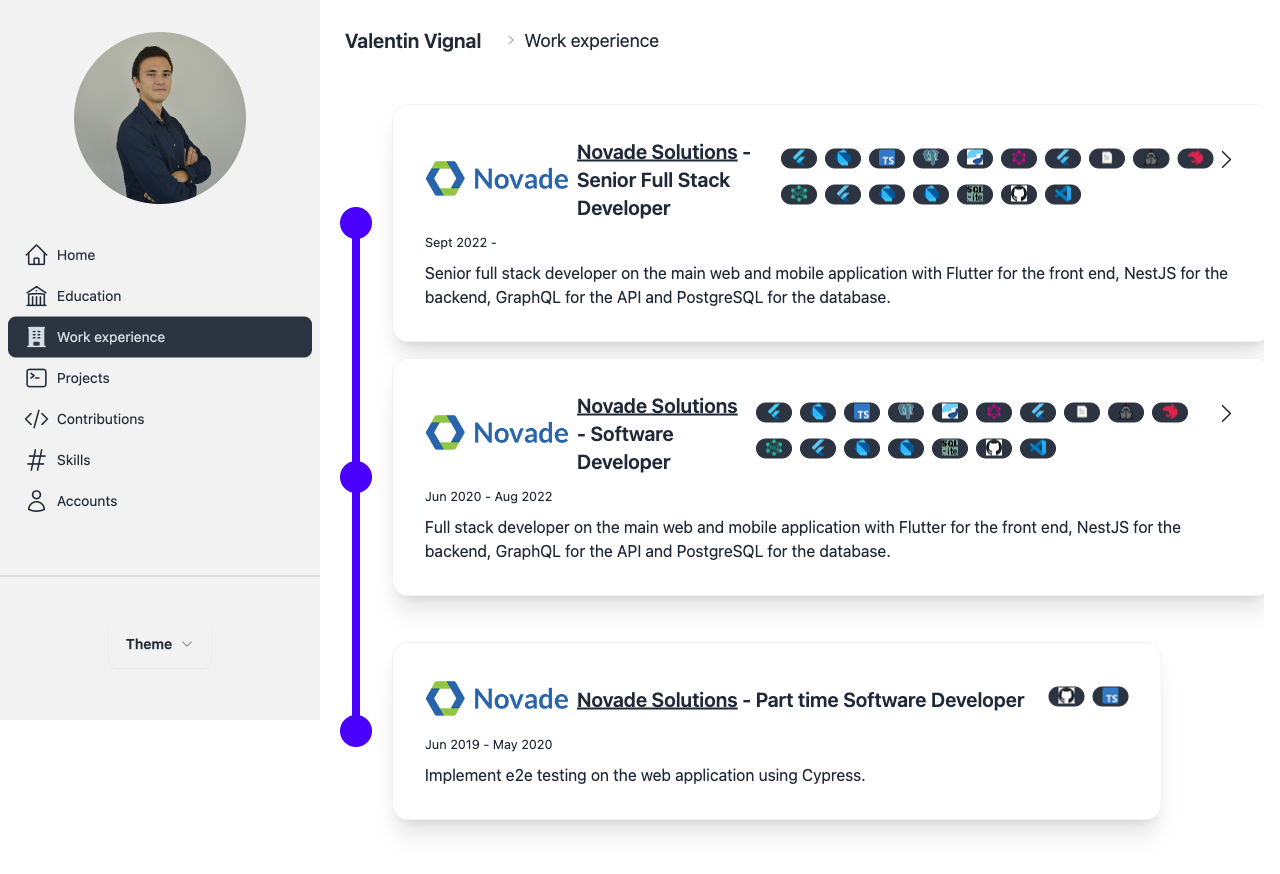 Valentin Vignal
Work experience
Home
Education
Work experience
Projects
Contributions
Skills
Accounts
Theme
Novade
Novade Solutions -
Senior Full Stack
Developer
TS
SQL
Sept 2022 -
Senior full stack developer on the main web and mobile application with Flutter for the front end, NestJS for the
backend, GraphQL for the API and PostgreSQL for the database.
Novade
Novade Solutions
- Software
Developer
TS
SQL
Jun 2020 - Aug 2022
Full stack developer on the main web and mobile application with Flutter for the front end, NestJS for the
backend, GraphQL for the API and PostgreSQL for the database.
Novade
Novade Solutions - Part time Software Developer
TS
Jun 2019 - May 2020
Implement e2e testing on the web application using Cypress.